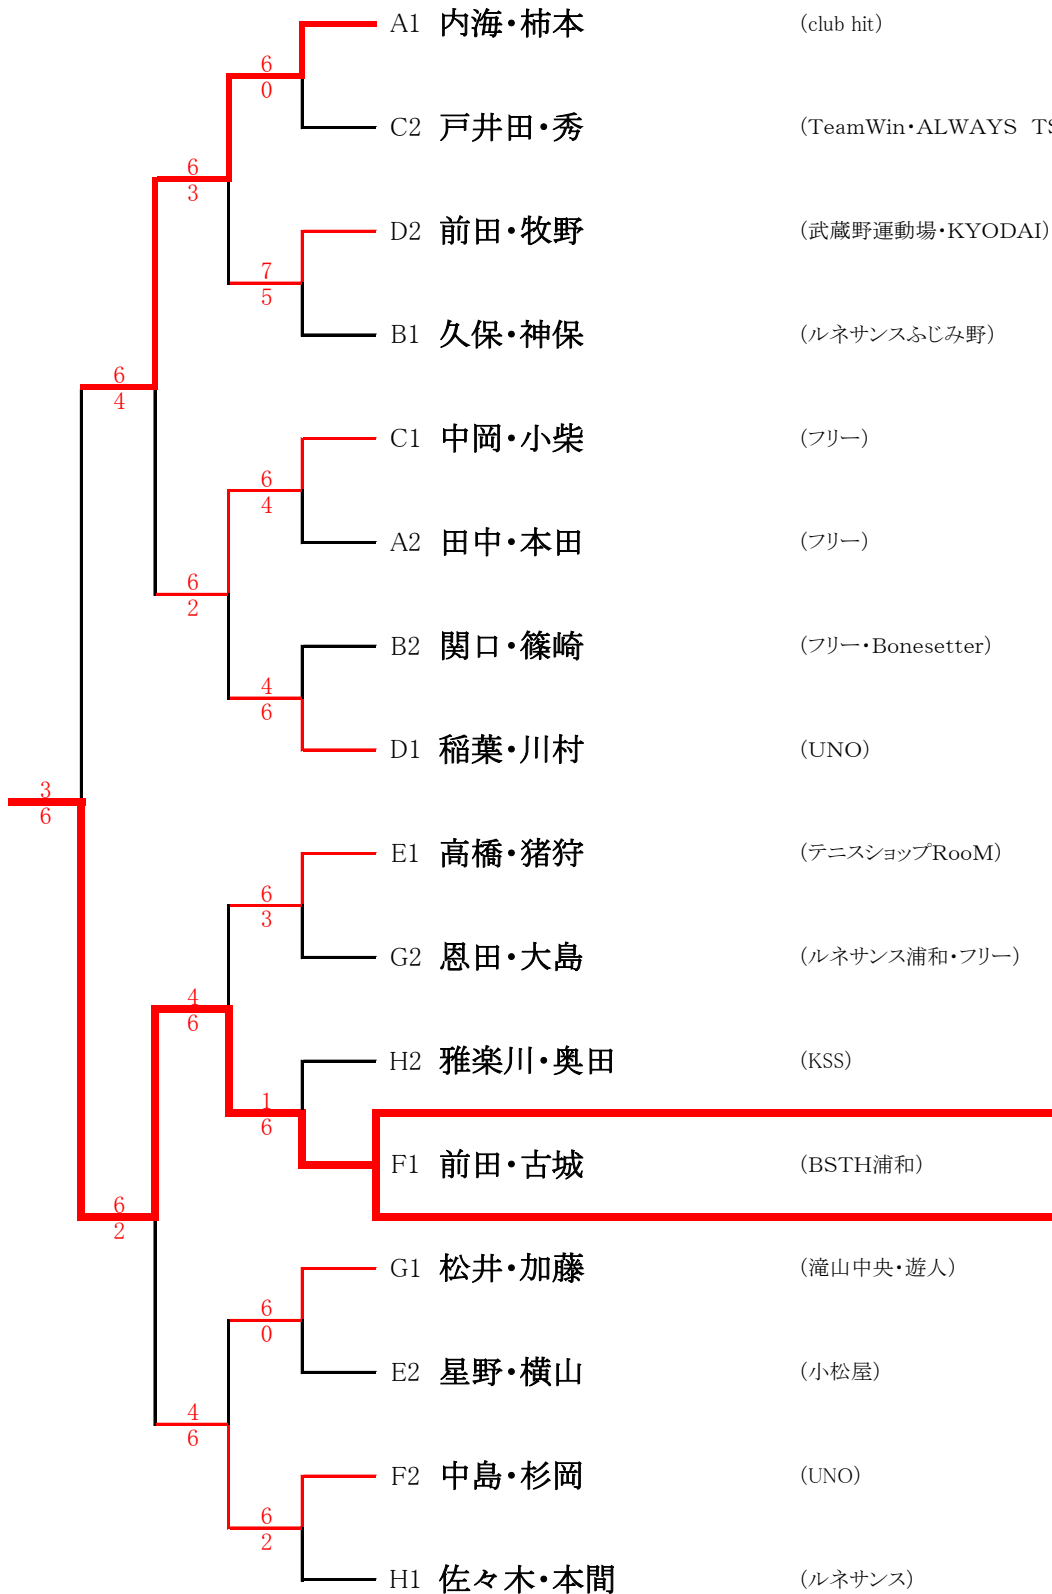 A1 内海・柿本 (club hit)
6
0
C2 戸井田・秀 (TeamWin・ALWAYS TS
6
3
D2 前田・牧野 (武蔵野運動場・KYODAI)
7
5
B1 久保・神保 (ルネサンスふじみ野)
6
4
C1 中岡・小柴 (フリー)
6
4
A2 田中・本田 (フリー)
6
2
B2 関口・篠崎 (フリー・Bonesetter)
4
6
D1 稲葉・川村 (UNO)
3
6
E1 高橋・猪狩 (テニスショップRooM)
6
3
G2 恩田・大島 (ルネサンス浦和・フリー)
4
6
H2 雅楽川・奥田 (KSS)
1
6
F1 前田・古城 (BSTH浦和)
6
2
G1 松井・加藤 (滝山中央・遊人)
6
0
E2 星野・横山 (小松屋)
4
6
F2 中島・杉岡 (UNO)
6
2
H1 佐々木・本間 (ルネサンス)